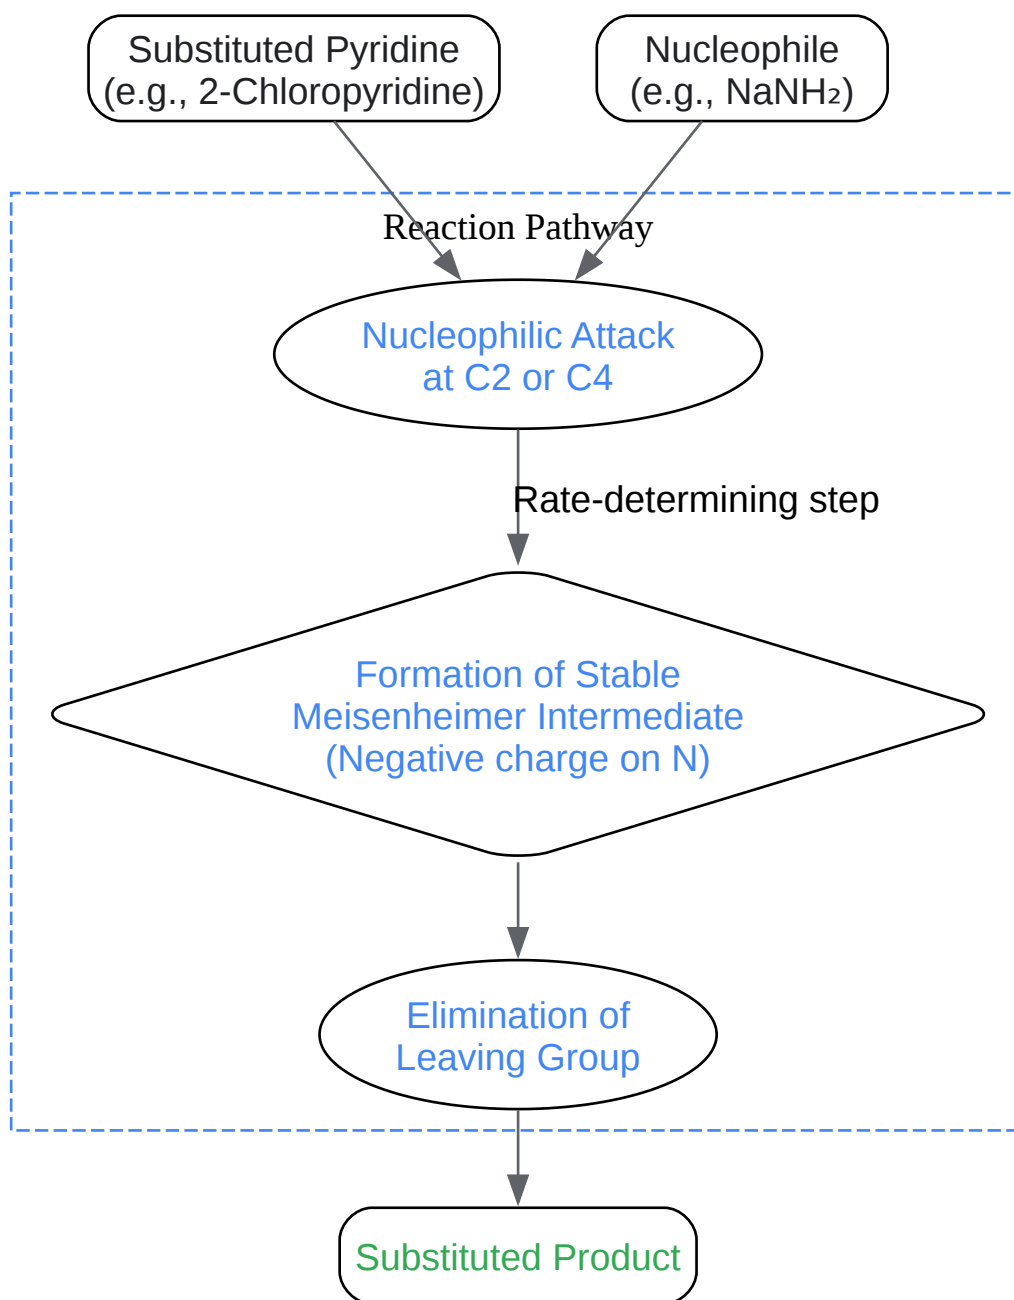 Substituted Pyridine
(e.g., 2-Chloropyridine)
Nucleophile
(e.g., NaNH₂)
Reaction Pathway
Nucleophilic Attack
at C2 or C4
Rate-determining step
Formation of Stable
Meisenheimer Intermediate
(Negative charge on N)
Elimination of
Leaving Group
Substituted Product